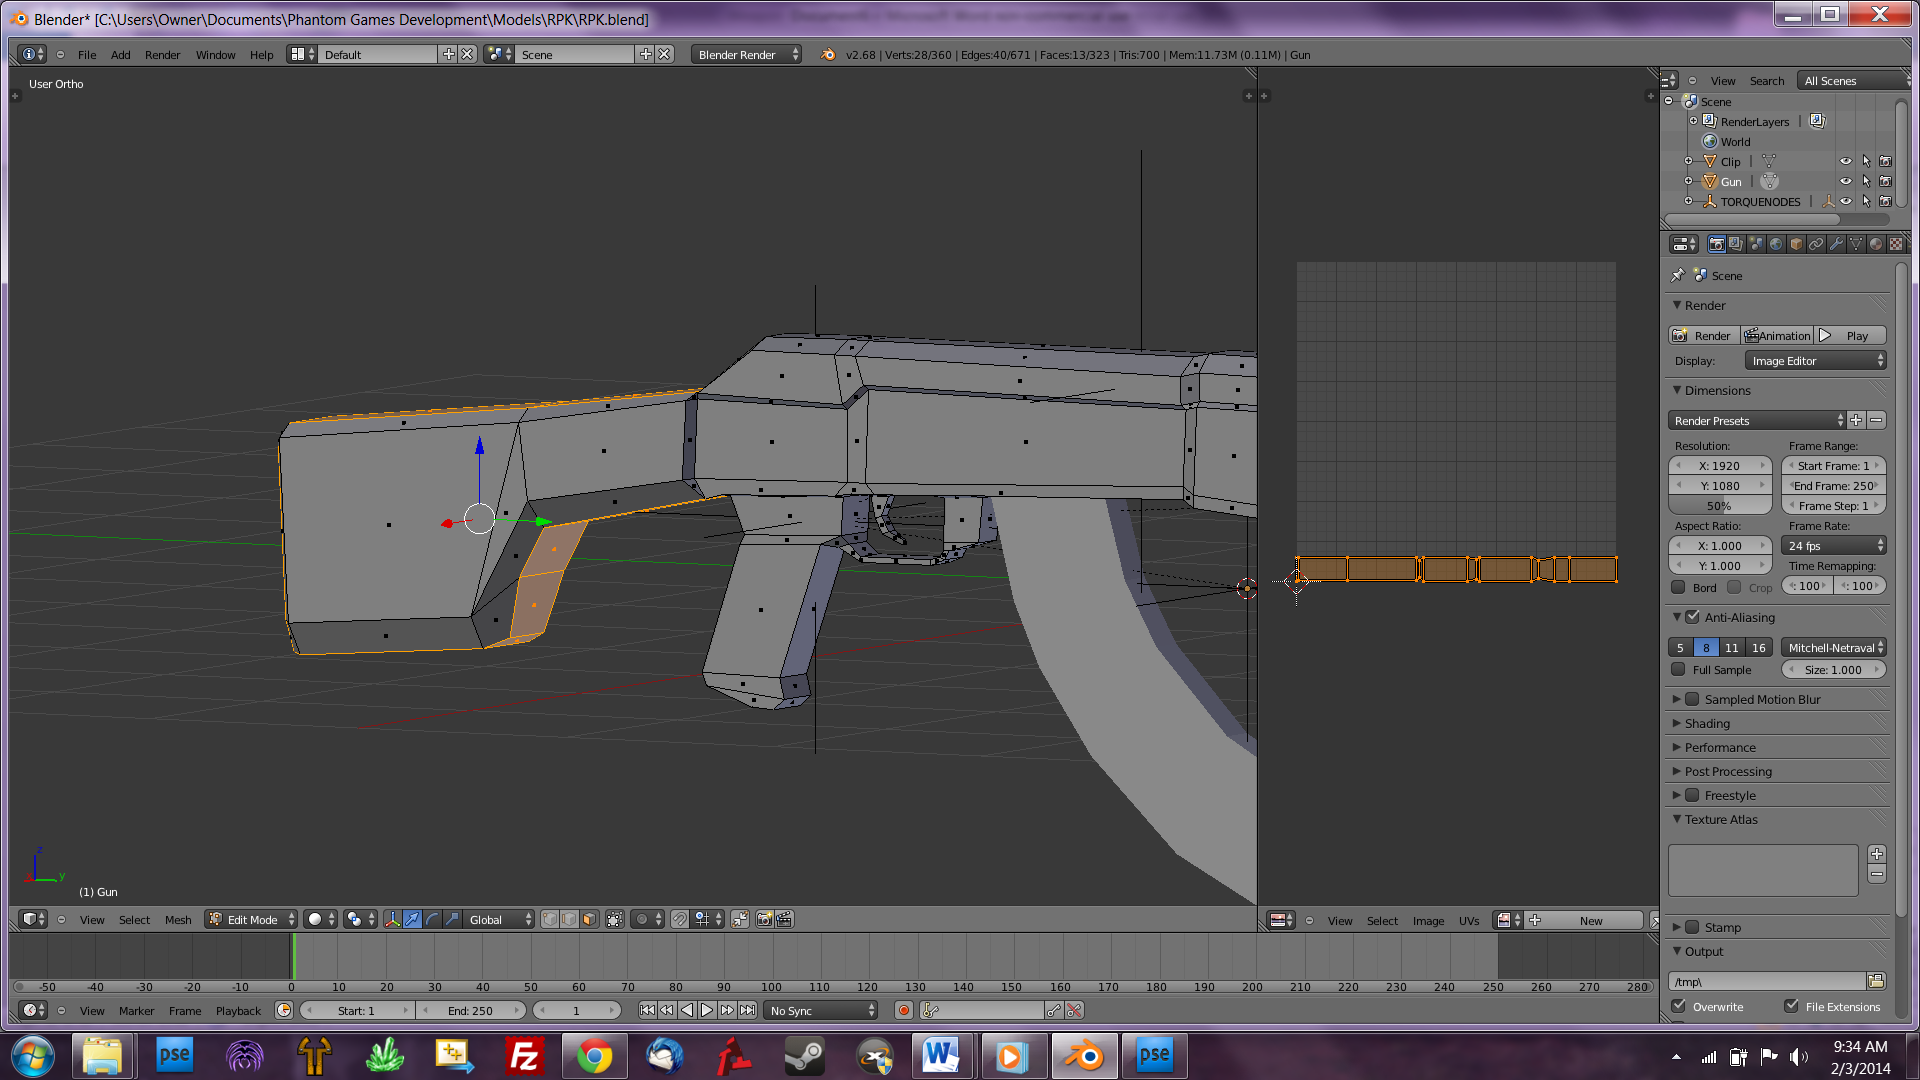 Blender* [C:\Users\Owner\Documents\Phantom Games Development\Models\RPK\RPK.blend]
File Add Render Window Help Default Scene Blender Render v2.68 | Verts:28/360 | Edges:40/671 | Faces:13/323 | Tris:700 | Mem:11.73M (0.11M) | Gun
User Ortho
View Search All Scenes
Scene
RenderLayers |
World
Clip |
Gun |
TORQUENODES |
Scene
Render
Render Animation Play
Display: Image Editor
Dimensions
Render Presets
Resolution: Frame Range:
X: 1920 Start Frame: 1
Y: 1080 End Frame: 250
50% Frame Step: 1
Aspect Ratio: Frame Rate:
X: 1.000 24 fps
Y: 1.000 Time Remapping:
Bord Crop : 100 : 100
Anti-Aliasing
5 8 11 16 Mitchell-Netraval
Full Sample Size: 1.000
Sampled Motion Blur
Shading
Performance
Post Processing
Freestyle
Texture Atlas
Stamp
Output
/tmp\
Overwrite File Extensions
z
y
(1) Gun
View Select Mesh Edit Mode Global
View Select Image UVs New
-50 -40 -30 -20 -10 0 10 20 30 40 50 60 70 80 90 100 110 120 130 140 150 160 170 180 190 200 210 220 230 240 250 260 270 280
View Marker Frame Playback Start: 1 End: 250 1 No Sync
pse
Fz
W
pse
9:34 AM
2/3/2014